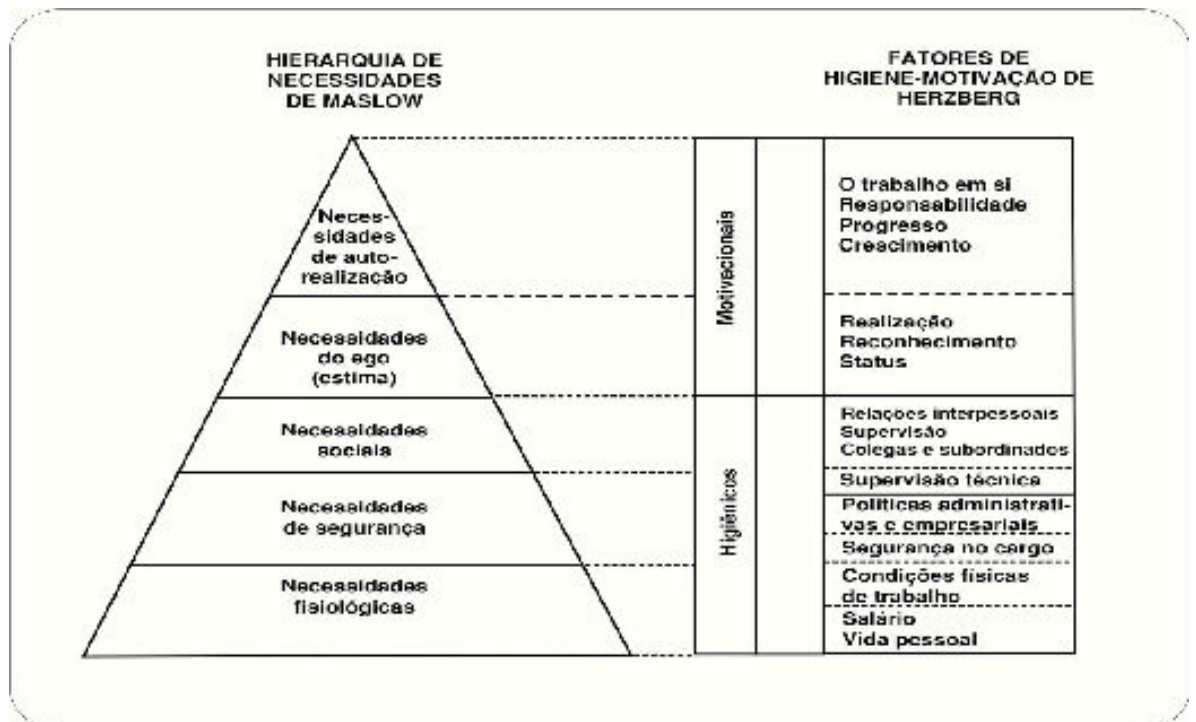 HIERARQUIA DE
NECESSIDADES
DE MASLOW
FATORES DE
HIGIENE-MOTIVAÇÃO DE
HERZBERG
Neces-
sidades
de auto-
realização
Necessidades
do ego
(estima)
Necessidades
sociais
Necessidades
de segurança
Necessidades
fisiológicas
Motivacionais
Higiênicos
O trabalho em si
Responsabilidade
Progresso
Crescimento
Realização
Reconhecimento
Status
Relações interpessoais
Supervisão
Colegas e subordinados
Supervisão técnica
Políticas administrati-
vas e empresariais
Segurança no cargo
Condições físicas
de trabalho
Salário
Vida pessoal